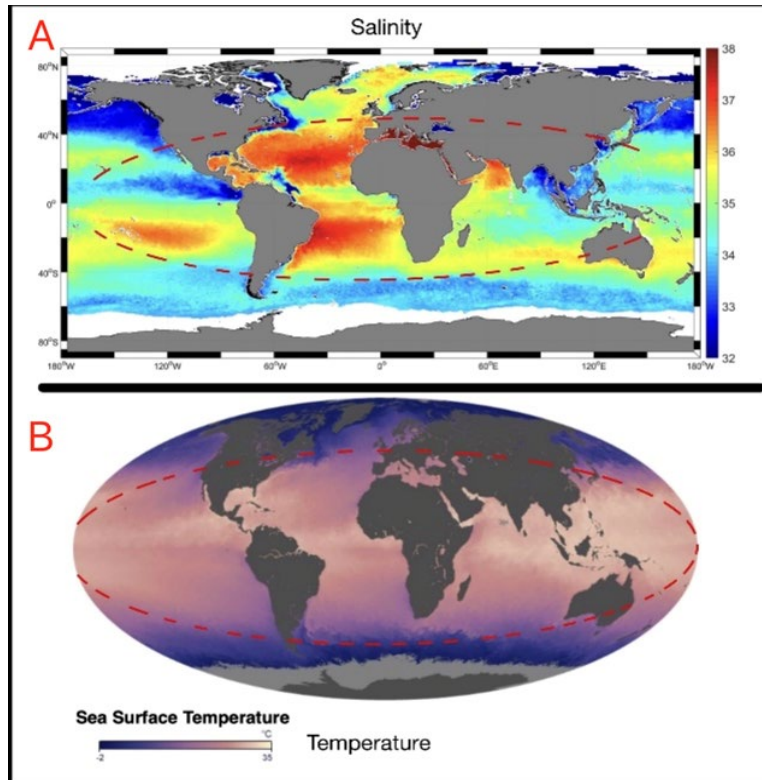 Salinity
A
80°N
40°N
0°
40°S
80°S
180°W
120°W
60°W
0°
60°E
120°E
180°W
38
37
36
35
34
33
32
B
Sea Surface Temperature
°C
-2
35
Temperature